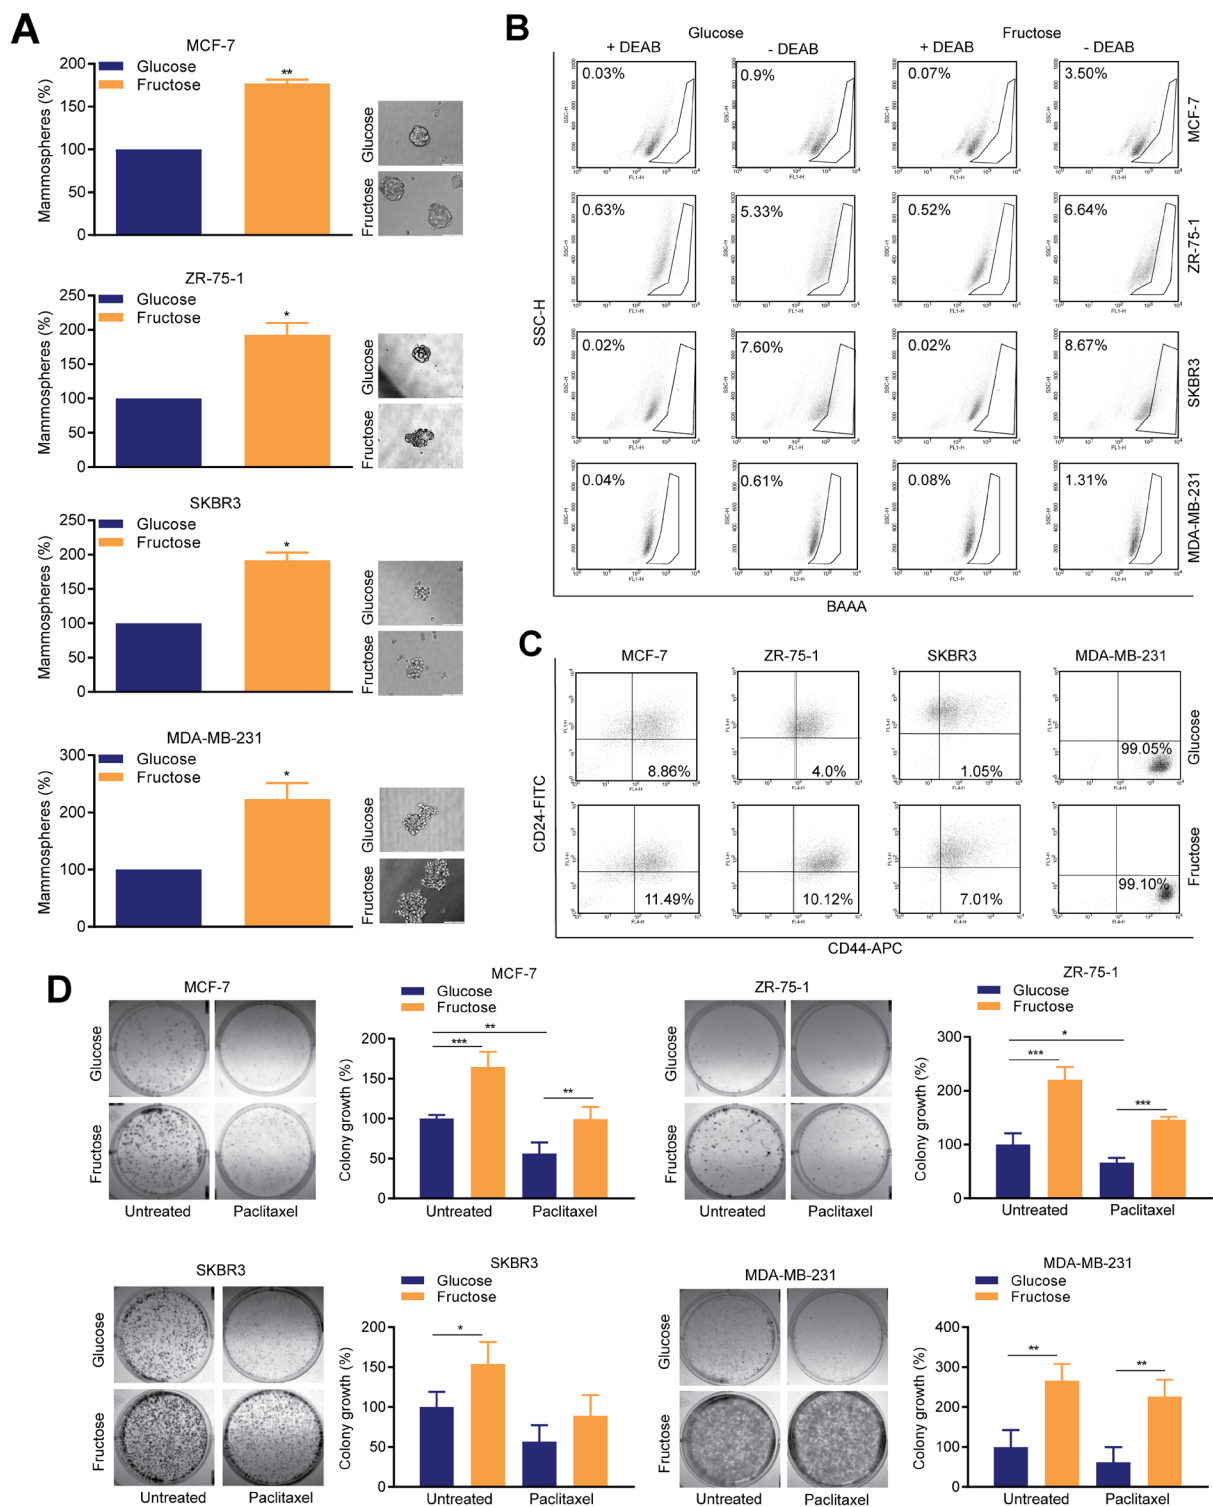 A
MCF-7
Glucose
Fructose
Mammospheres (%)
200
150
100
50
0
**
Glucose
Fructose
ZR-75-1
Glucose
Fructose
Mammospheres (%)
250
200
150
100
50
0
*
Glucose
Fructose
SKBR3
Glucose
Fructose
Mammospheres (%)
250
200
150
100
50
0
*
Glucose
Fructose
MDA-MB-231
Glucose
Fructose
Mammospheres (%)
300
200
100
0
*
Glucose
Fructose
B
Glucose Fructose
+ DEAB - DEAB + DEAB - DEAB
0.03% 0.9% 0.07% 3.50% MCF-7
0.63% 5.33% 0.52% 6.64% ZR-75-1
0.02% 7.60% 0.02% 8.67% SKBR3
0.04% 0.61% 0.08% 1.31% MDA-MB-231
SSC-H
BAAA
C
MCF-7 ZR-75-1 SKBR3 MDA-MB-231
8.86% 4.0% 1.05% 99.05% Glucose
11.49% 10.12% 7.01% 99.10% Fructose
CD24-FITC
CD44-APC
D
MCF-7
Glucose
Fructose
Untreated Paclitaxel
MCF-7
Glucose
Fructose
Colony growth (%)
200
150
100
50
0
**
***
**
Untreated Paclitaxel
ZR-75-1
Glucose
Fructose
Untreated Paclitaxel
ZR-75-1
Glucose
Fructose
Colony growth (%)
300
200
100
0
*
***
***
Untreated Paclitaxel
SKBR3
Glucose
Fructose
Untreated Paclitaxel
SKBR3
Glucose
Fructose
Colony growth (%)
200
150
100
50
0
*
Untreated Paclitaxel
MDA-MB-231
Glucose
Fructose
Untreated Paclitaxel
MDA-MB-231
Glucose
Fructose
Colony growth (%)
400
300
200
100
0
**
**
Untreated Paclitaxel